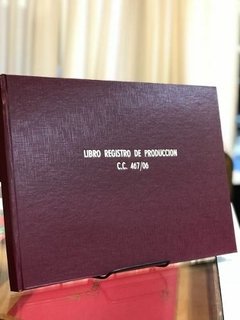 LIBRO REGISTRO DE PRODUCCION
C.C. 467/06